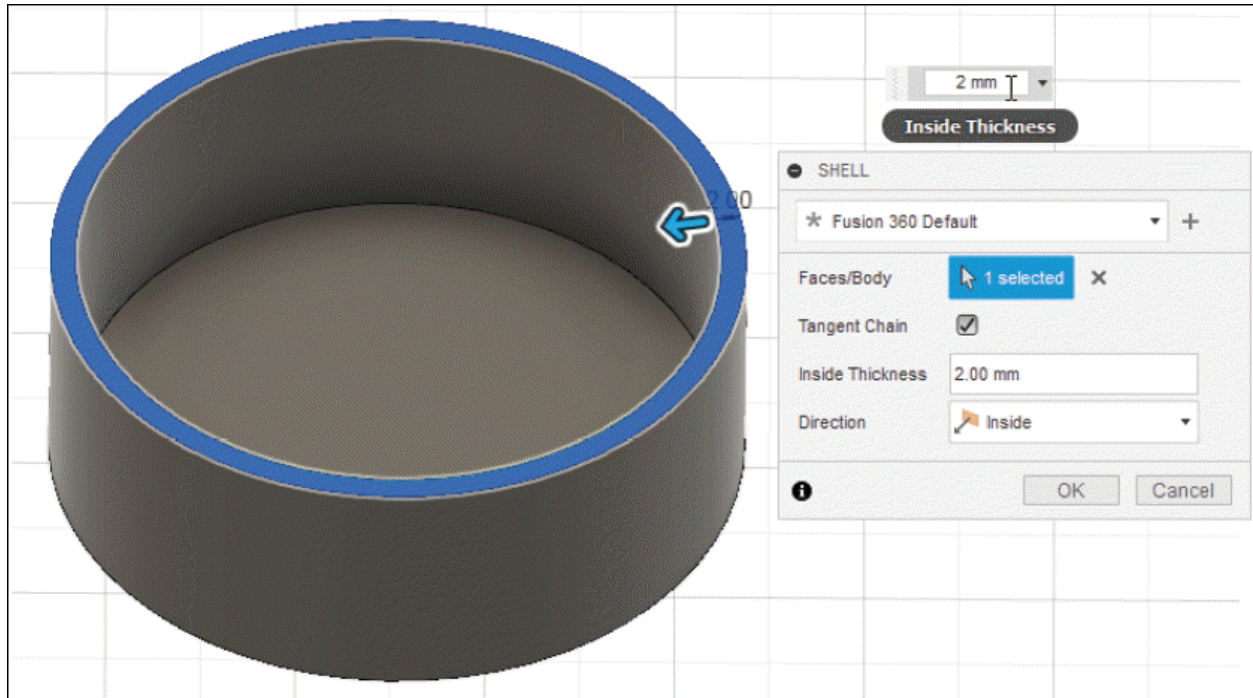 2 mm
Inside Thickness
2.00
SHELL
Fusion 360 Default
Faces/Body 1 selected
Tangent Chain
Inside Thickness 2.00 mm
Direction Inside
OK Cancel